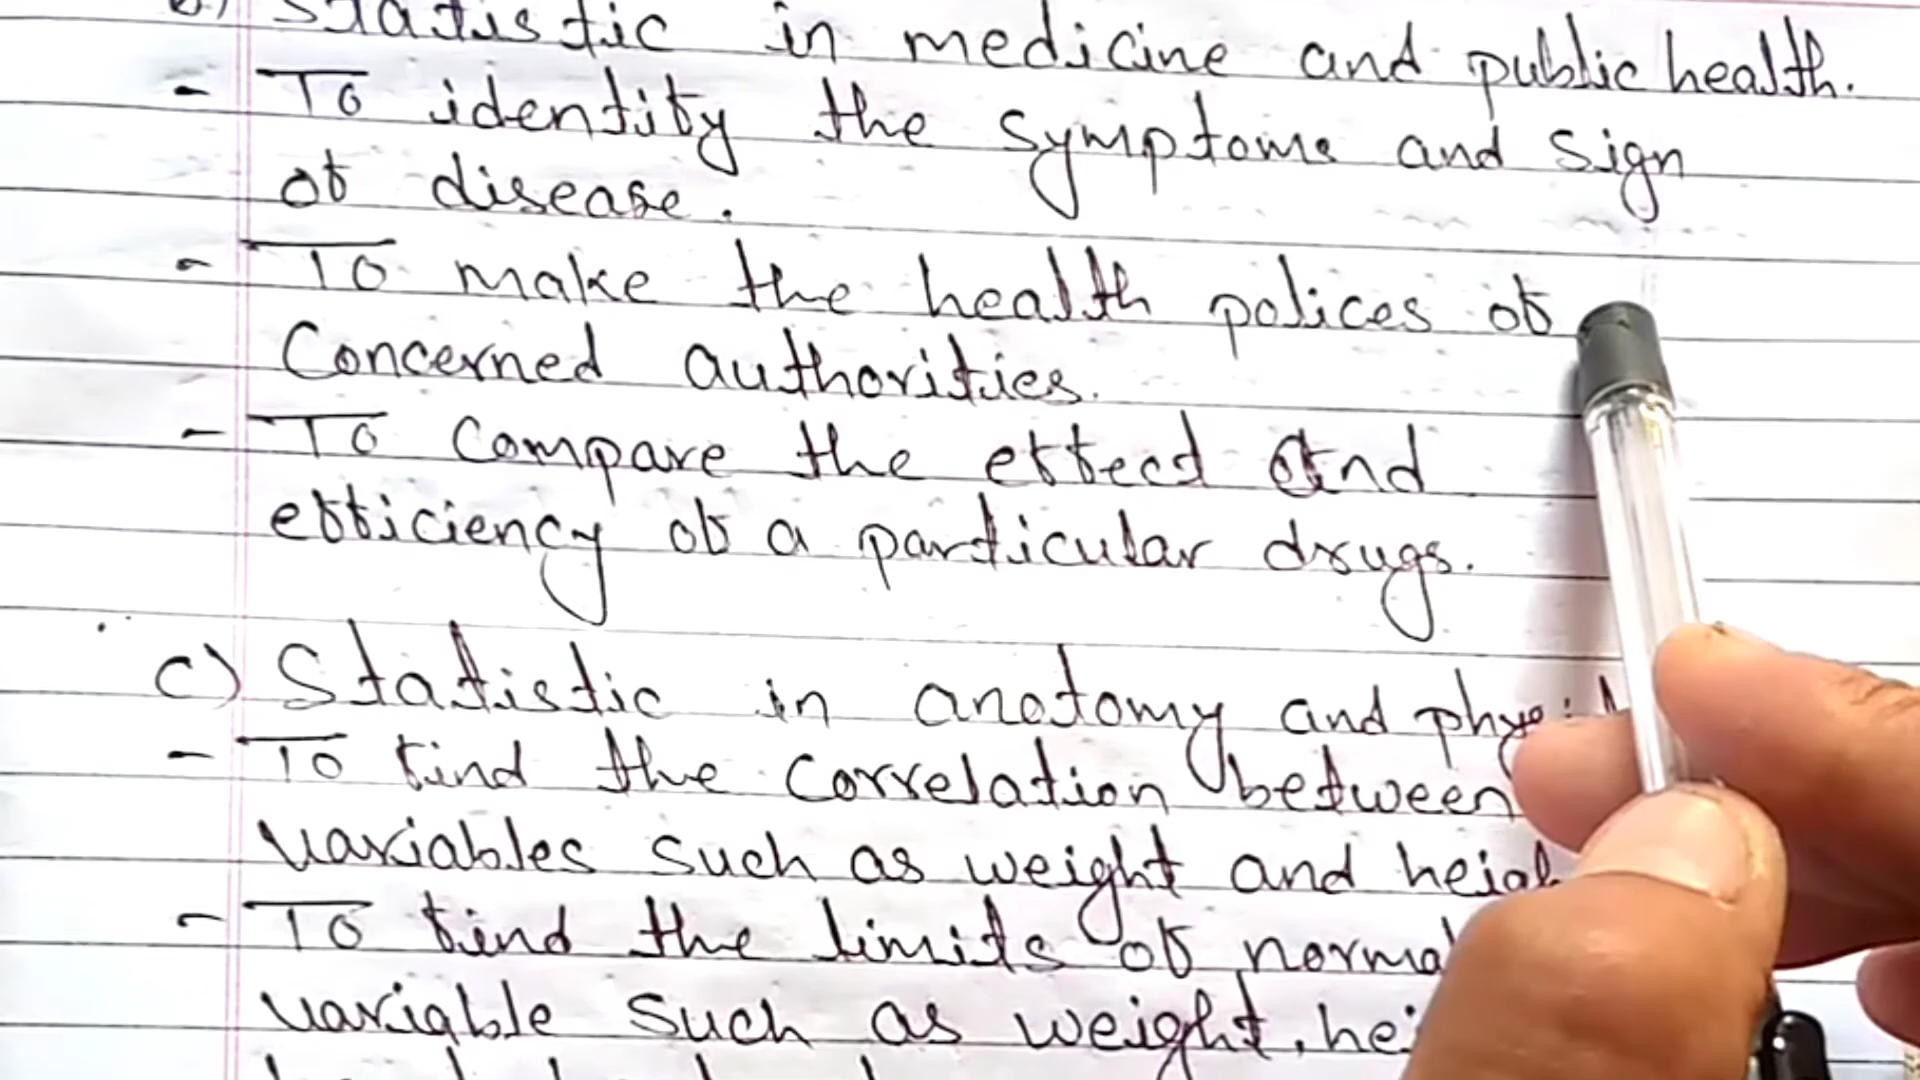 b) Statistic in medicine and public health.
- To identify the symptoms and sign
of disease.
- To make the health polices of
Concerned authorities.
- To Compare the effect and
efficiency of a particular drugs.
c) Statistic in anatomy and
- To find the Correlation between
variables such as weight and
- To find the limits of
variable such as weight,